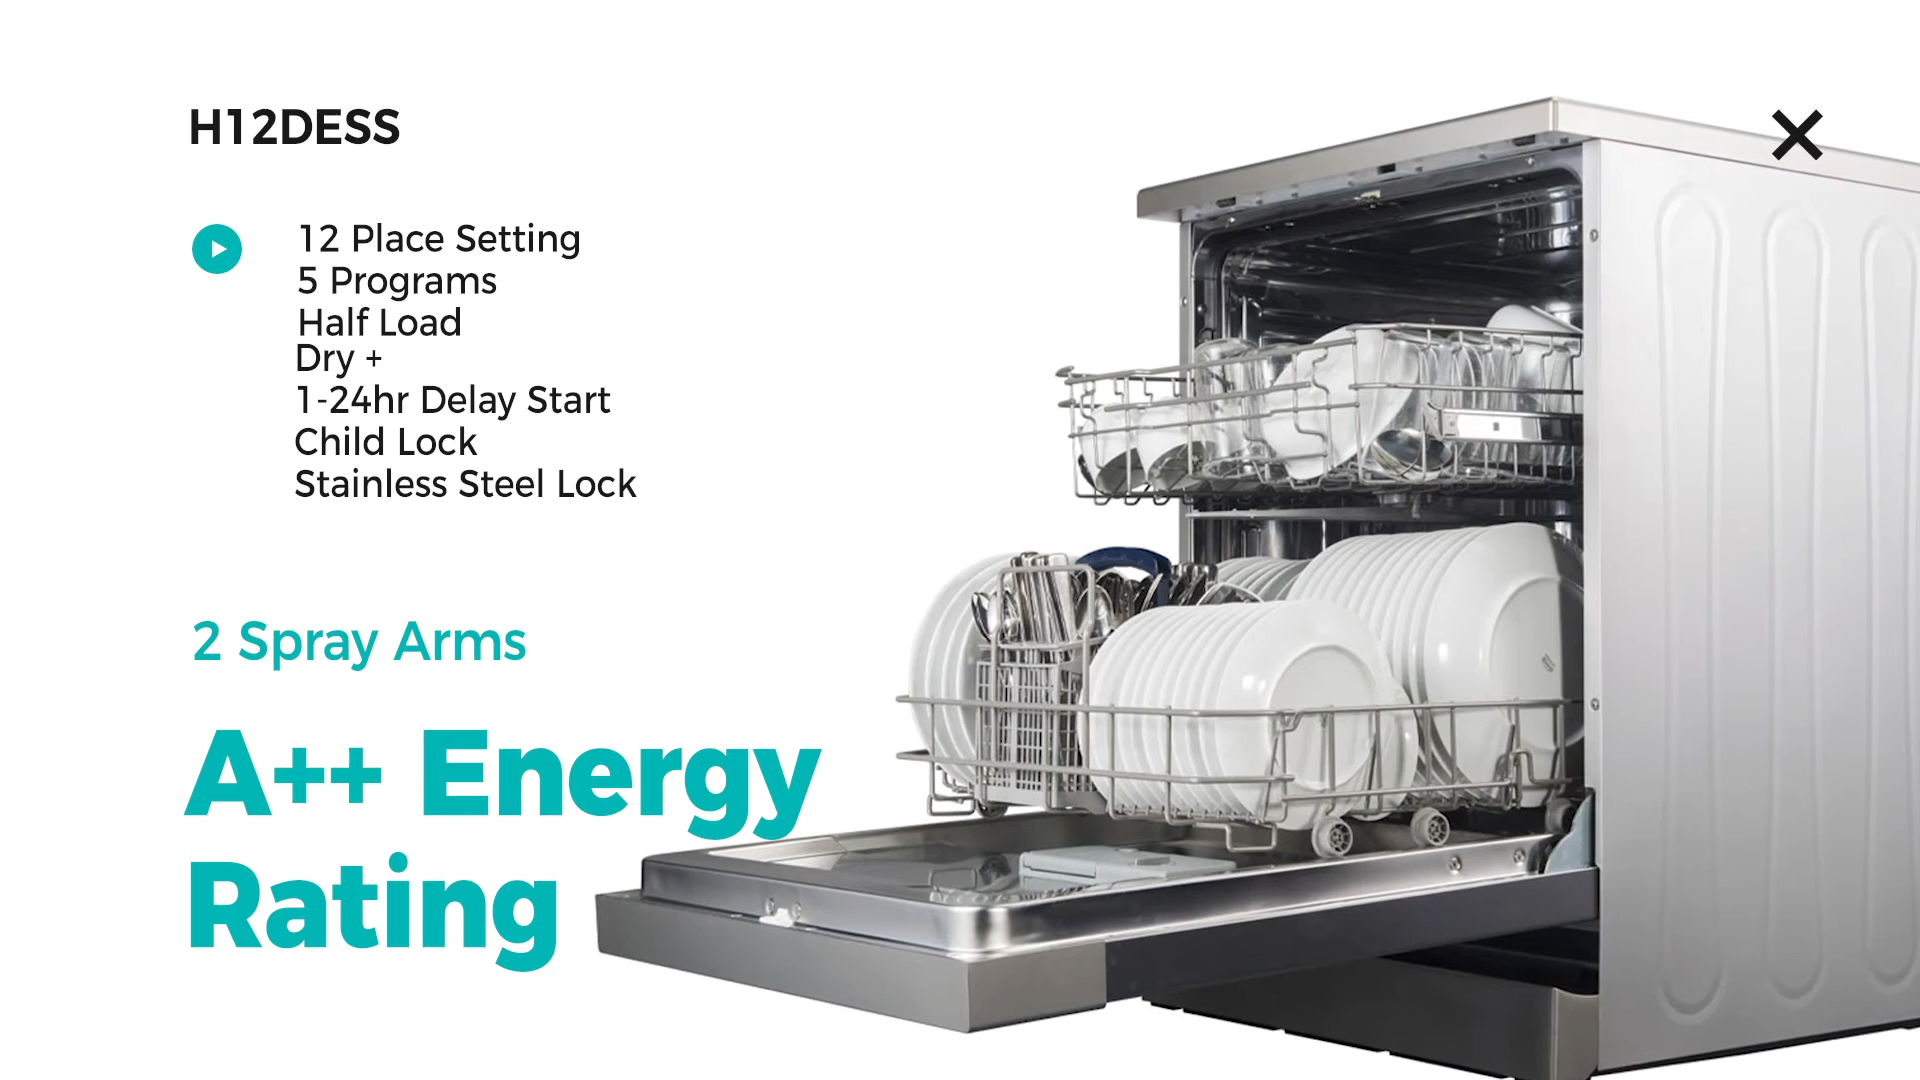 H12DESS
12 Place Setting
5 Programs
Half Load
Dry +
1-24hr Delay Start
Child Lock
Stainless Steel Lock
2 Spray Arms
A++ Energy
Rating